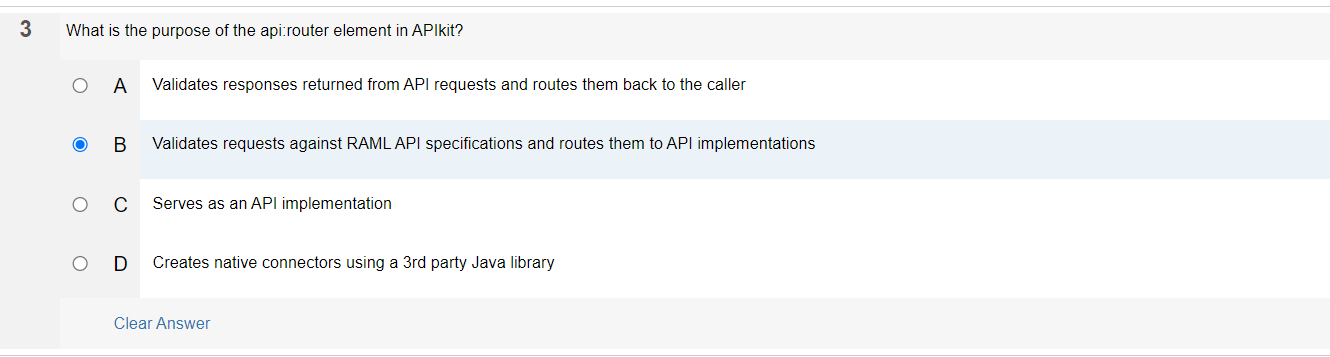 3 What is the purpose of the api:router element in APIkit?
A Validates responses returned from API requests and routes them back to the caller
B Validates requests against RAML API specifications and routes them to API implementations
C Serves as an API implementation
D Creates native connectors using a 3rd party Java library
Clear Answer